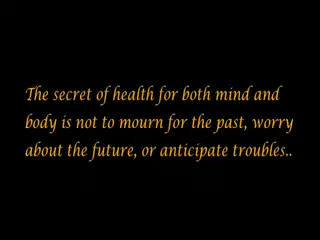 The secret of health for both mind and
body is not to mourn for the past, worry
about the future, or anticipate troubles..